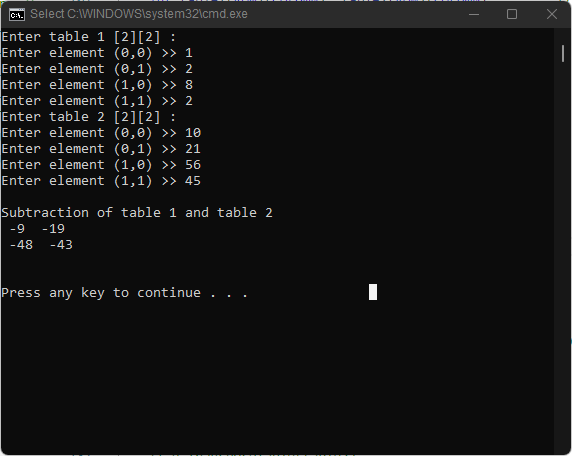 Select C:\WINDOWS\system32\cmd.exe
Enter table 1 [2][2] :
Enter element (0,0) >> 1
Enter element (0,1) >> 2
Enter element (1,0) >> 8
Enter element (1,1) >> 2
Enter table 2 [2][2] :
Enter element (0,0) >> 10
Enter element (0,1) >> 21
Enter element (1,0) >> 56
Enter element (1,1) >> 45
Subtraction of table 1 and table 2
-9  -19
-48  -43
Press any key to continue . . .